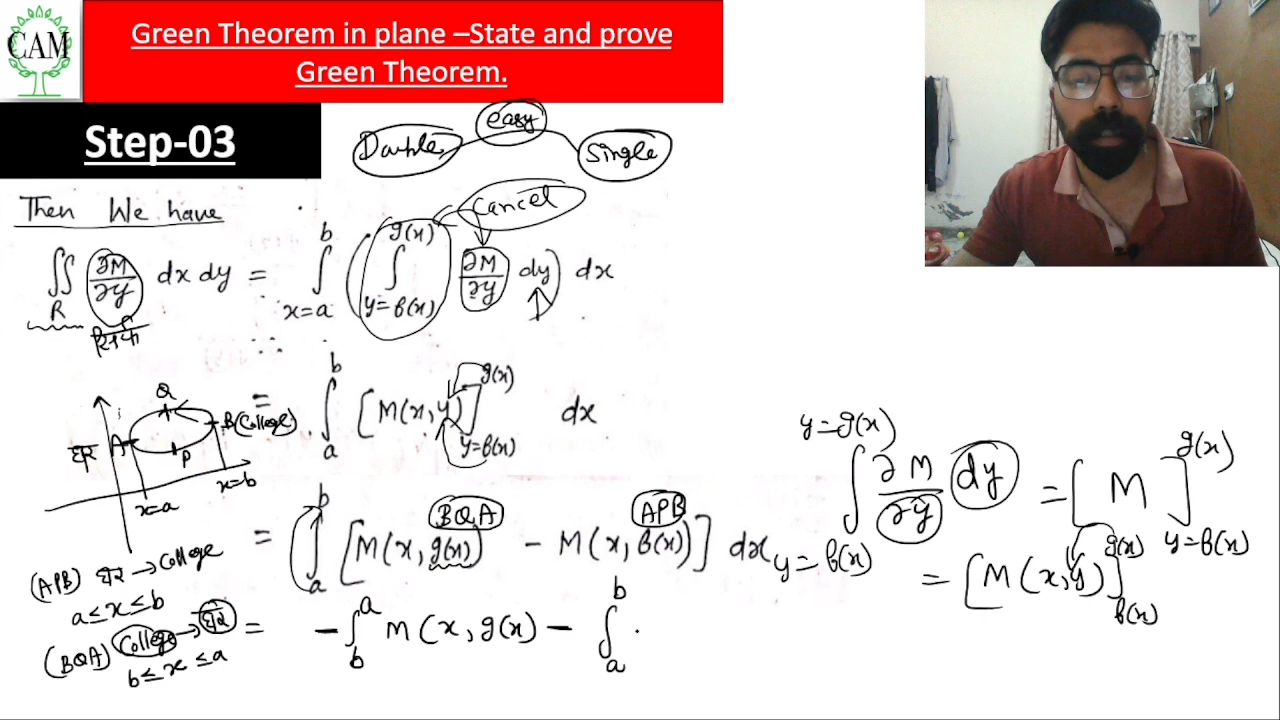 CAM
Green Theorem in plane –State and prove
Green Theorem.
Step-03
easy
Double
Single
Then We have
Cancel
∬_R ∂M/∂y dx dy = ∫_{x=a}^{b} ( ∫_{y=f(x)}^{g(x)} ∂M/∂y dy ) dx
सिर्फ
= ∫_a^b [M(x,y)]_{y=f(x)}^{g(x)} dx
Q
A
B(College)
घर
P
x=a
x=b
BQA
APB
= ∫_a^b [M(x, g(x)) - M(x, f(x))] dx
(APB) घर → College
a≤x≤b
(BQA) College → घर
b≤x≤a
= - ∫_b^a M(x, g(x) - ∫_a^b
∫_{y=f(x)}^{y=g(x)} ∂M/∂y dy = [M]_{y=f(x)}^{g(x)}
= [M(x,y)]_{f(x)}^{g(x)}